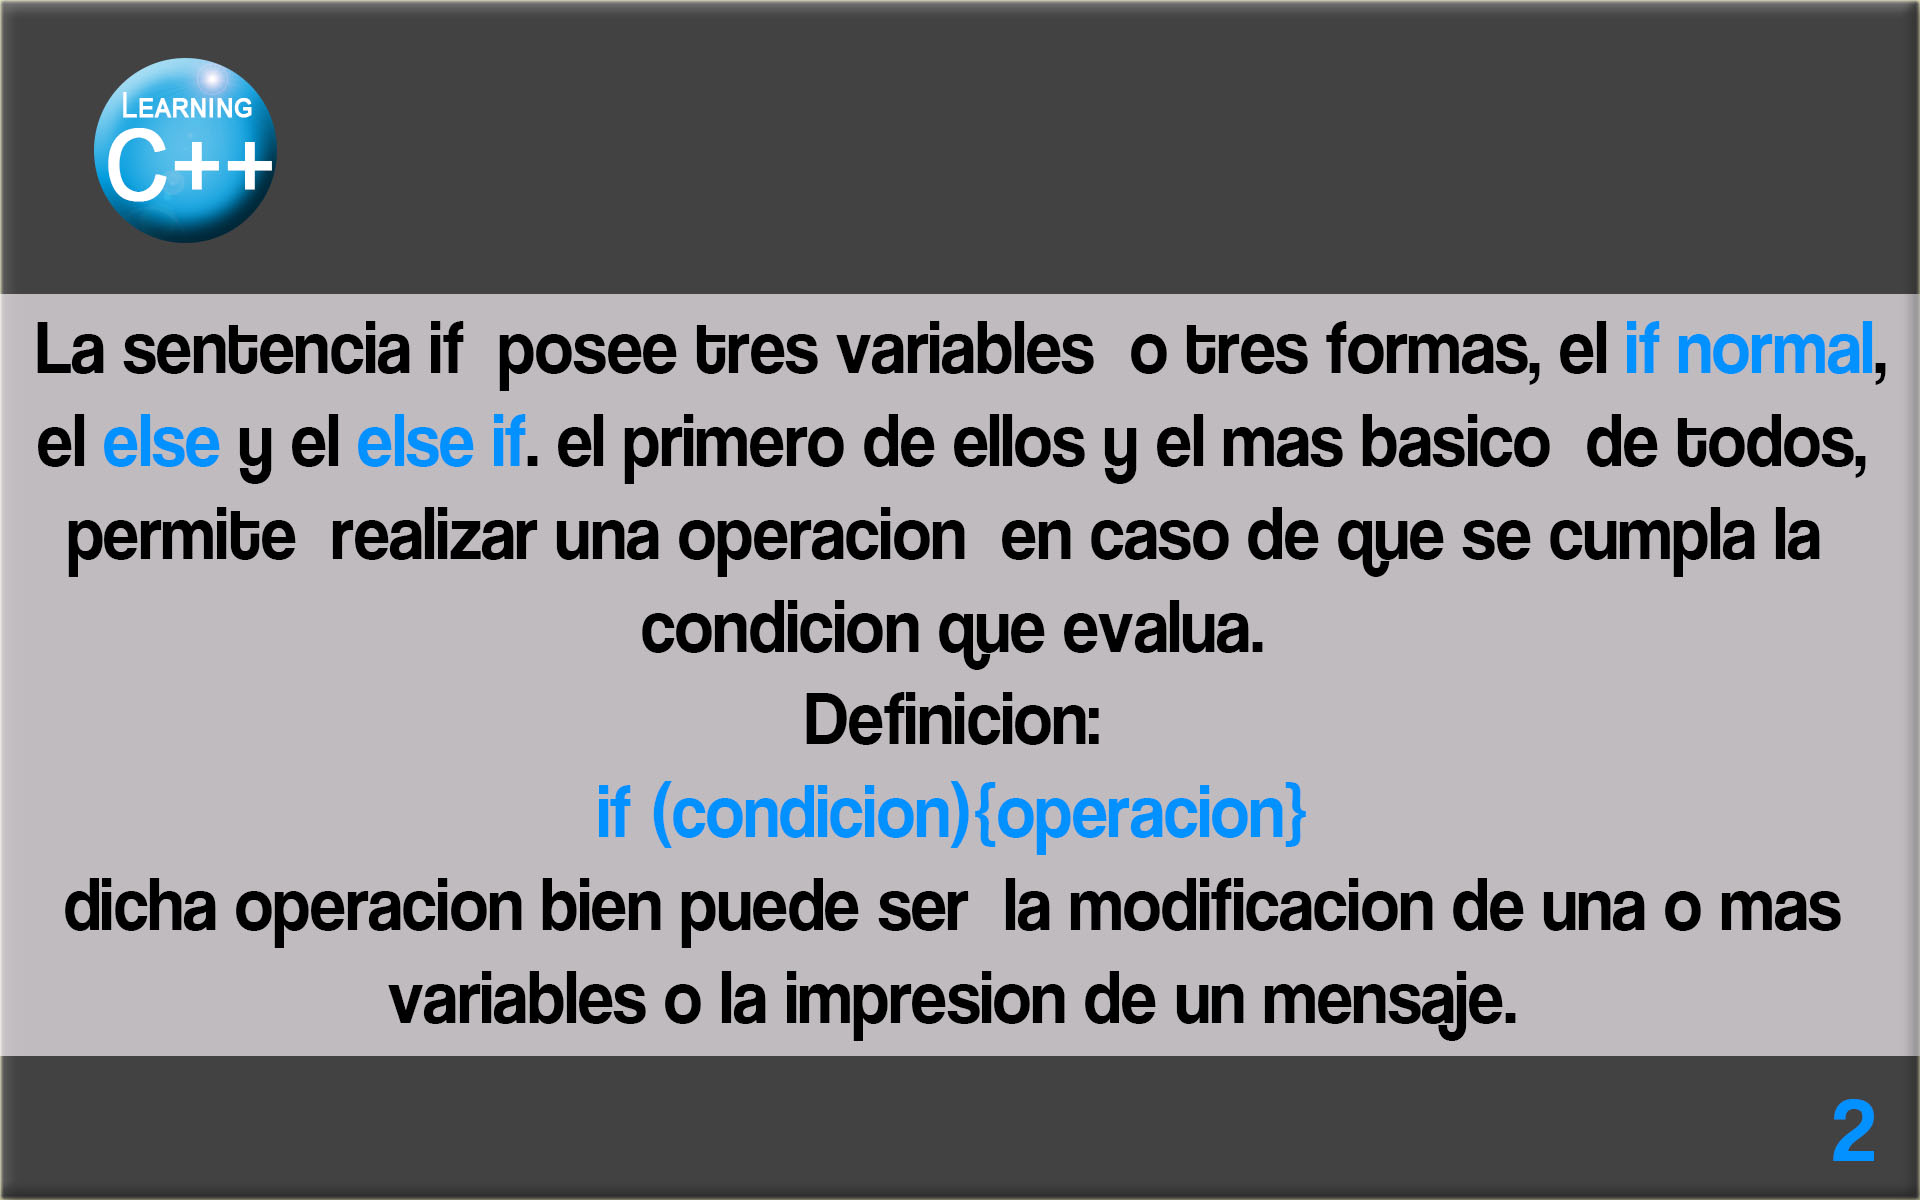 LEARNING
C++
La sentencia if posee tres variables o tres formas, el if normal,
el else y el else if. el primero de ellos y el mas basico de todos,
permite realizar una operacion en caso de que se cumpla la
condicion que evalua.
Definicion:
if (condicion){operacion}
dicha operacion bien puede ser la modificacion de una o mas
variables o la impresion de un mensaje.
2